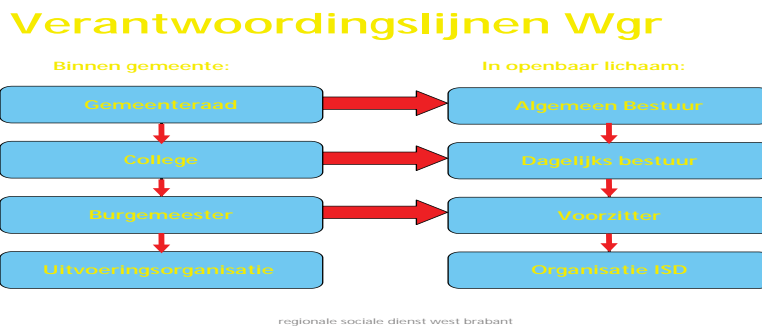 Verantwoordingslijnen Wgr
Binnen gemeente:
In openbaar lichaam:
Gemeenteraad
Algemeen Bestuur
College
Dagelijks bestuur
Burgemeester
Voorzitter
Uitvoeringsorganisatie
Organisatie ISD
regionale sociale dienst west brabant